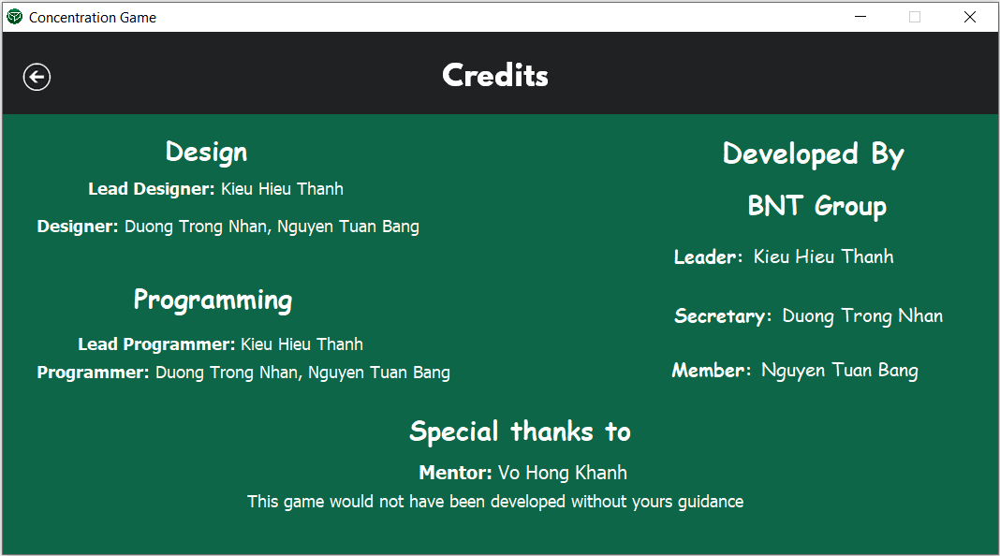 Concentration Game
Credits
Design
Lead Designer: Kieu Hieu Thanh
Designer: Duong Trong Nhan, Nguyen Tuan Bang
Programming
Lead Programmer: Kieu Hieu Thanh
Programmer: Duong Trong Nhan, Nguyen Tuan Bang
Developed By
BNT Group
Leader: Kieu Hieu Thanh
Secretary: Duong Trong Nhan
Member: Nguyen Tuan Bang
Special thanks to
Mentor: Vo Hong Khanh
This game would not have been developed without yours guidance